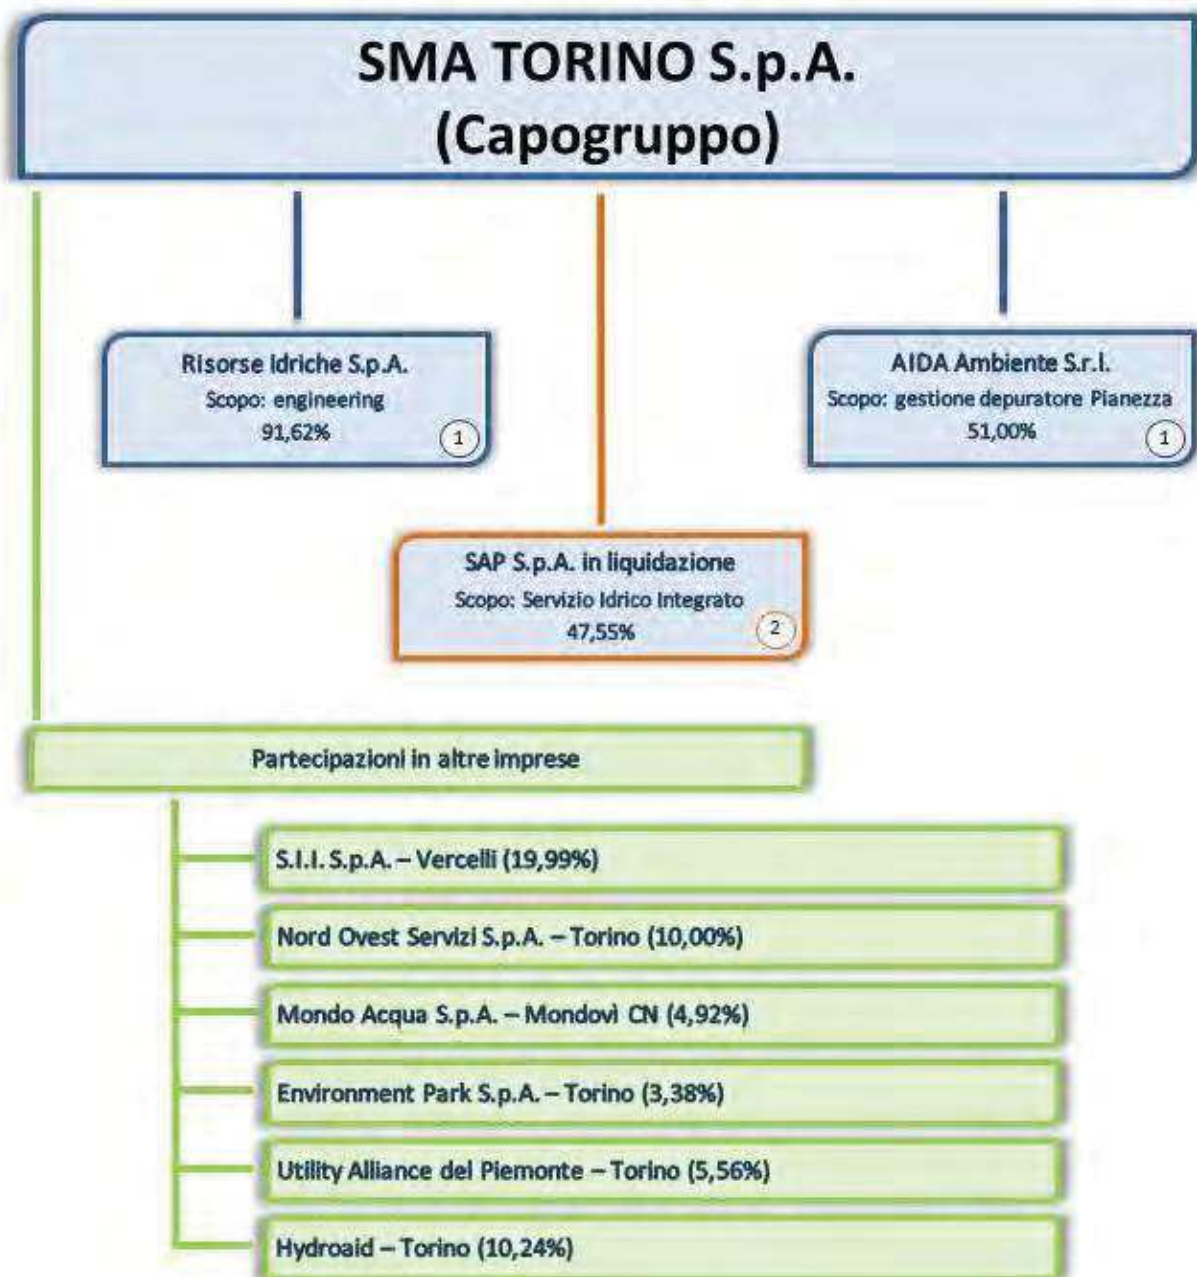 SMA TORINO S.p.A.
(Capogruppo)
Risorse Idriche S.p.A.
Scopo: engineering
91,62%
1
AIDA Ambiente S.r.l.
Scopo: gestione depuratore Pianezza
51,00%
1
SAP S.p.A. in liquidazione
Scopo: Servizio Idrico Integrato
47,55%
2
Partecipazioni in altre imprese
S.I.I. S.p.A. – Vercelli (19,99%)
Nord Ovest Servizi S.p.A. – Torino (10,00%)
Mondo Acqua S.p.A. – Mondovì CN (4,92%)
Environment Park S.p.A. – Torino (3,38%)
Utility Alliance del Piemonte – Torino (5,56%)
Hydroaid – Torino (10,24%)